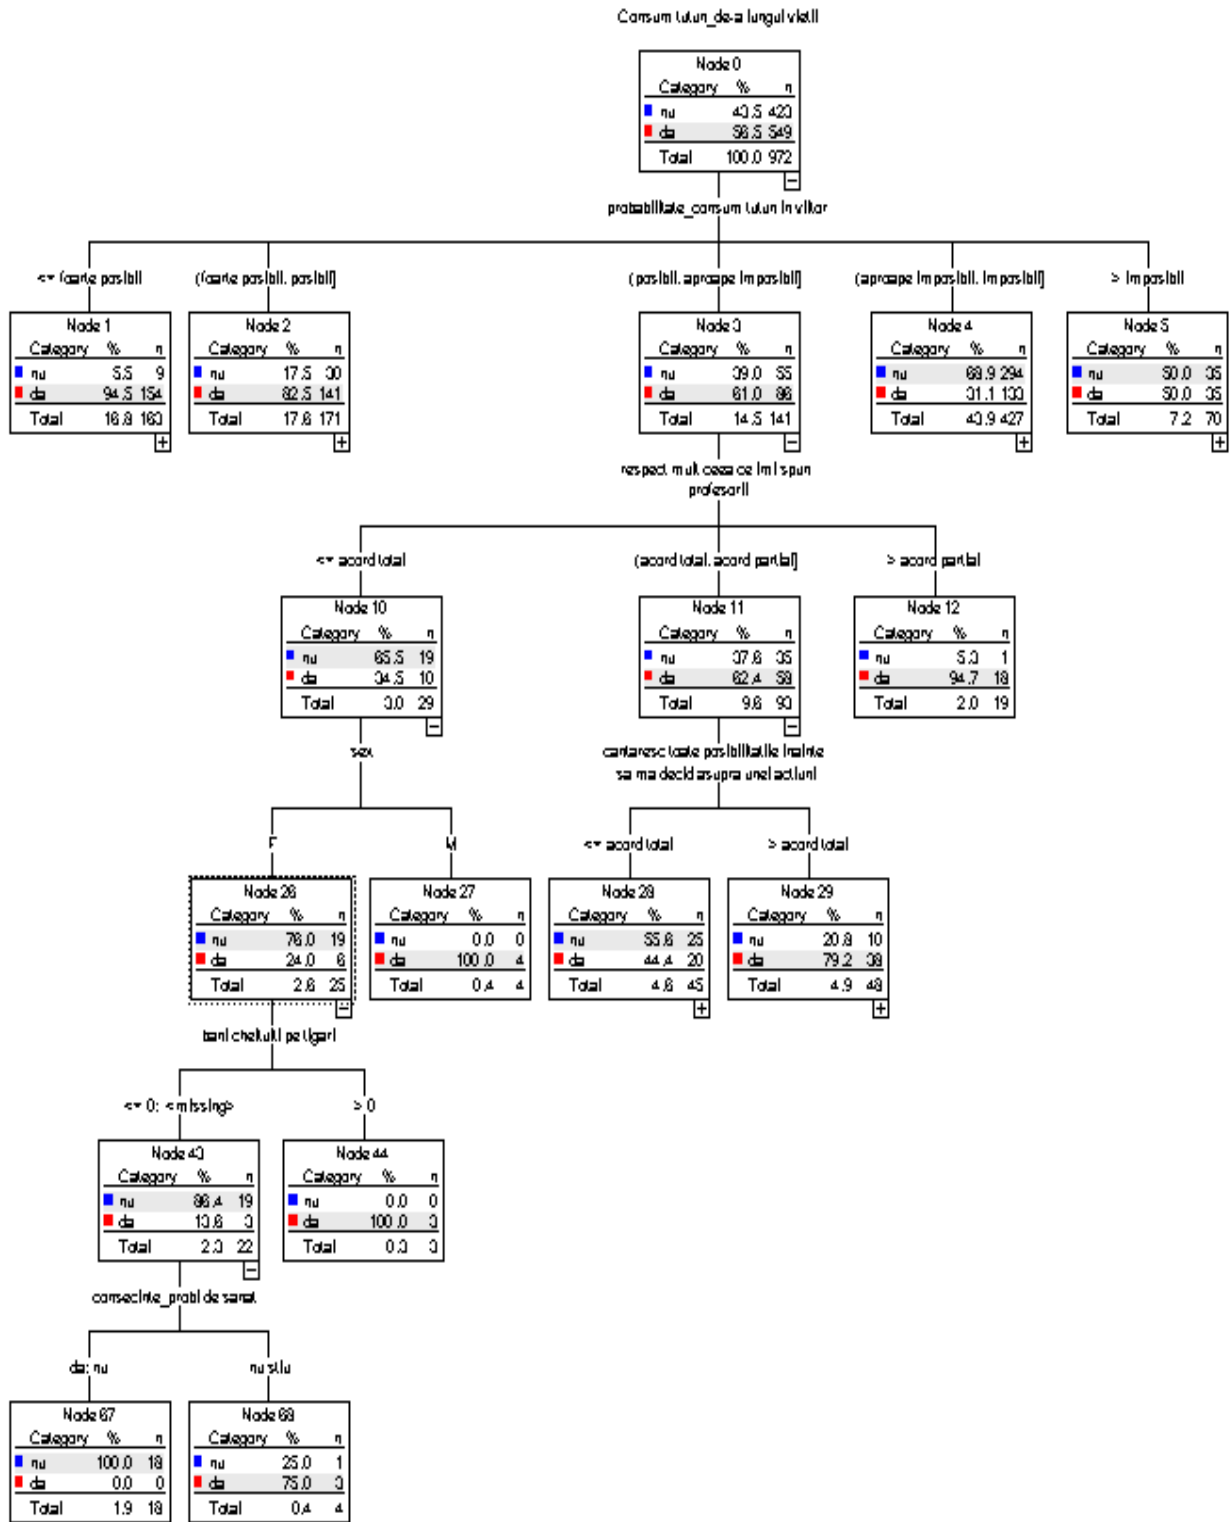 Consum tutun_de-a lungul vietii
Node 0
Category % n
nu 43.5 423
da 56.5 549
Total 100.0 972
probabilitate_consum tutun in viitor
<= foarte posibil
(foarte posibil, posibil]
(posibil, aproape imposibil]
(aproape imposibil, imposibil]
> imposibil
Node 1
Category % n
nu 5.5 9
da 94.5 154
Total 16.8 163
Node 2
Category % n
nu 17.5 30
da 82.5 141
Total 17.6 171
Node 3
Category % n
nu 39.0 55
da 61.0 86
Total 14.5 141
Node 4
Category % n
nu 68.9 294
da 31.1 133
Total 43.9 427
Node 5
Category % n
nu 50.0 35
da 50.0 35
Total 7.2 70
respect mult ceea ce imi spun
profesorii
<= acord total
(acord total, acord partial]
> acord partial
Node 10
Category % n
nu 65.5 19
da 34.5 10
Total 3.0 29
Node 11
Category % n
nu 37.6 35
da 62.4 58
Total 9.6 93
Node 12
Category % n
nu 5.3 1
da 94.7 18
Total 2.0 19
sex
cantaresc toate posibilitatile inainte
sa ma decid asupra unei actiuni
F
M
<= acord total
> acord total
Node 26
Category % n
nu 76.0 19
da 24.0 6
Total 2.6 25
Node 27
Category % n
nu 0.0 0
da 100.0 4
Total 0.4 4
Node 28
Category % n
nu 55.6 25
da 44.4 20
Total 4.6 45
Node 29
Category % n
nu 20.8 10
da 79.2 38
Total 4.9 48
bani cheltuiti pe tigari
<= 0; <missing>
> 0
Node 43
Category % n
nu 86.4 19
da 13.6 3
Total 2.3 22
Node 44
Category % n
nu 0.0 0
da 100.0 3
Total 0.3 3
consecinte_probl de sanat
da; nu
nu stiu
Node 67
Category % n
nu 100.0 18
da 0.0 0
Total 1.9 18
Node 68
Category % n
nu 25.0 1
da 75.0 3
Total 0.4 4